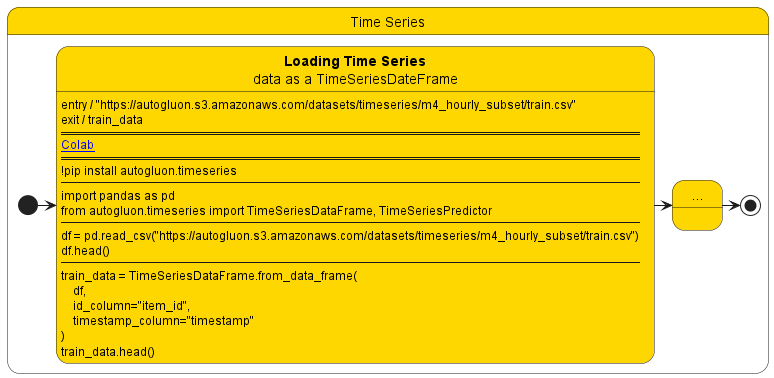 Time Series
Loading Time Series
data as a TimeSeriesDateFrame
entry / "https://autogluon.s3.amazonaws.com/datasets/timeseries/m4_hourly_subset/train.csv"
exit / train_data
Colab
!pip install autogluon.timeseries
import pandas as pd
from autogluon.timeseries import TimeSeriesDataFrame, TimeSeriesPredictor
df = pd.read_csv("https://autogluon.s3.amazonaws.com/datasets/timeseries/m4_hourly_subset/train.csv")
df.head()
train_data = TimeSeriesDataFrame.from_data_frame(
    df,
    id_column="item_id",
    timestamp_column="timestamp"
)
train_data.head()
...